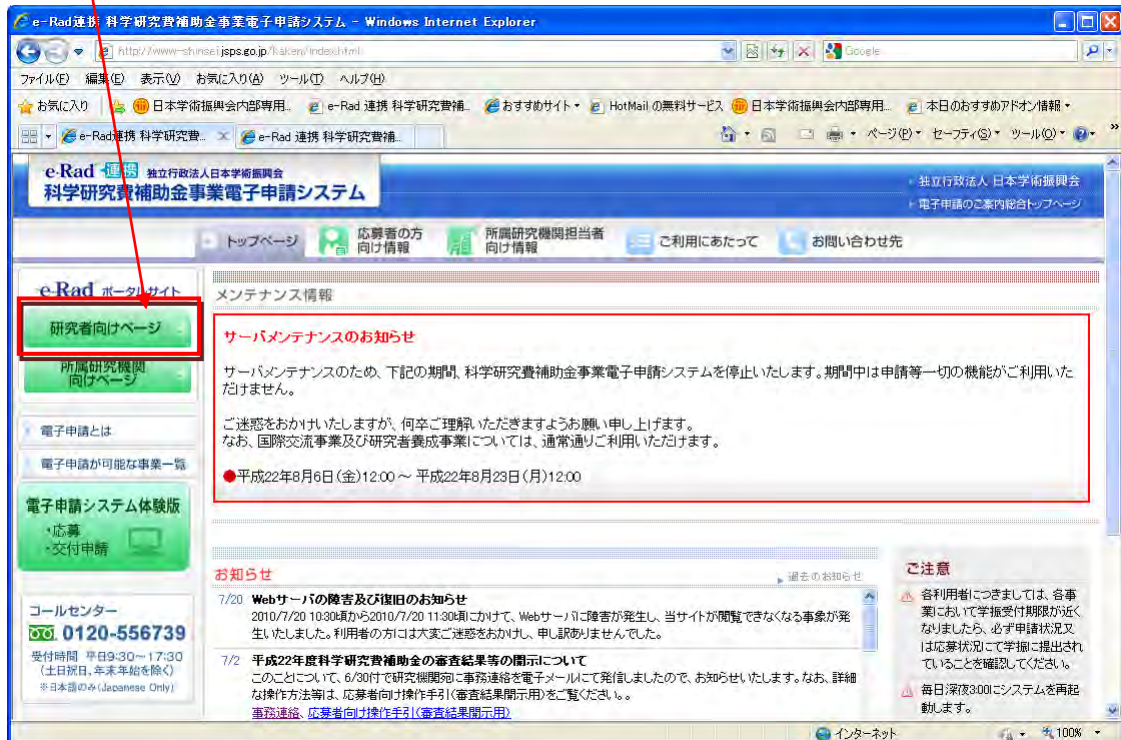 e-Rad連携 科学研究費補助金事業電子申請システム - Windows Internet Explorer
http://www-shinsei.jsps.go.jp/kaken/index.html
Google
ファイル(F) 編集(E) 表示(V) お気に入り(A) ツール(T) ヘルプ(H)
お気に入り 日本学術振興会内部専用... e-Rad 連携 科学研究費補... おすすめサイト HotMail の無料サービス 日本学術振興会内部専用... 本日のおすすめアドオン情報
e-Rad連携 科学研究費... e-Rad 連携 科学研究費補... ページ(P) セーフティ(S) ツール(O)
e-Rad 連携 独立行政法人日本学術振興会
科学研究費補助金事業電子申請システム
独立行政法人 日本学術振興会
電子申請のご案内総合トップページ
トップページ
応募者の方
向け情報
所属研究機関担当者
向け情報
ご利用にあたって
お問い合わせ先
e-Rad ポータルサイト
研究者向けページ
所属研究機関
向けページ
電子申請とは
電子申請が可能な事業一覧
電子申請システム体験版
・応募
・交付申請
コールセンター
0120-556739
受付時間 平日9:30～17:30
(土日祝日、年末年始を除く)
※日本語のみ(Japanese Only)
メンテナンス情報
サーバメンテナンスのお知らせ
サーバメンテナンスのため、下記の期間、科学研究費補助金事業電子申請システムを停止いたします。期間中は申請等一切の機能がご利用いた
だけません。
ご迷惑をおかけいたしますが、何卒ご理解いただきますようお願い申し上げます。
なお、国際交流事業及び研究者養成事業については、通常通りご利用いただけます。
●平成22年8月6日(金)12:00 ～ 平成22年8月23日(月)12:00
お知らせ
過去のお知らせ
7/20 Webサーバの障害及び復旧のお知らせ
2010/7/20 10:30頃から2010/7/20 11:30頃にかけて、Webサーバに障害が発生し、当サイトが閲覧できなくなる事象が発
生いたしました。利用者の方には大変ご迷惑をおかけし、申し訳ありませんでした。
7/2 平成22年度科学研究費補助金の審査結果等の開示について
このことについて、6/30付で研究機関宛に事務連絡を電子メールにて発信しましたので、お知らせいたします。なお、詳細
な操作方法等は、応募者向け操作手引(審査結果開示用)をご覧ください。。
事務連絡、応募者向け操作手引(審査結果開示用)
ご注意
各利用者につきましては、各事
業において学振受付期限が近く
なりましたら、必ず申請状況又
は応募状況にて学振に提出され
ていることを確認してください。
毎日深夜3:00にシステムを再起
動します。
インターネット
100%